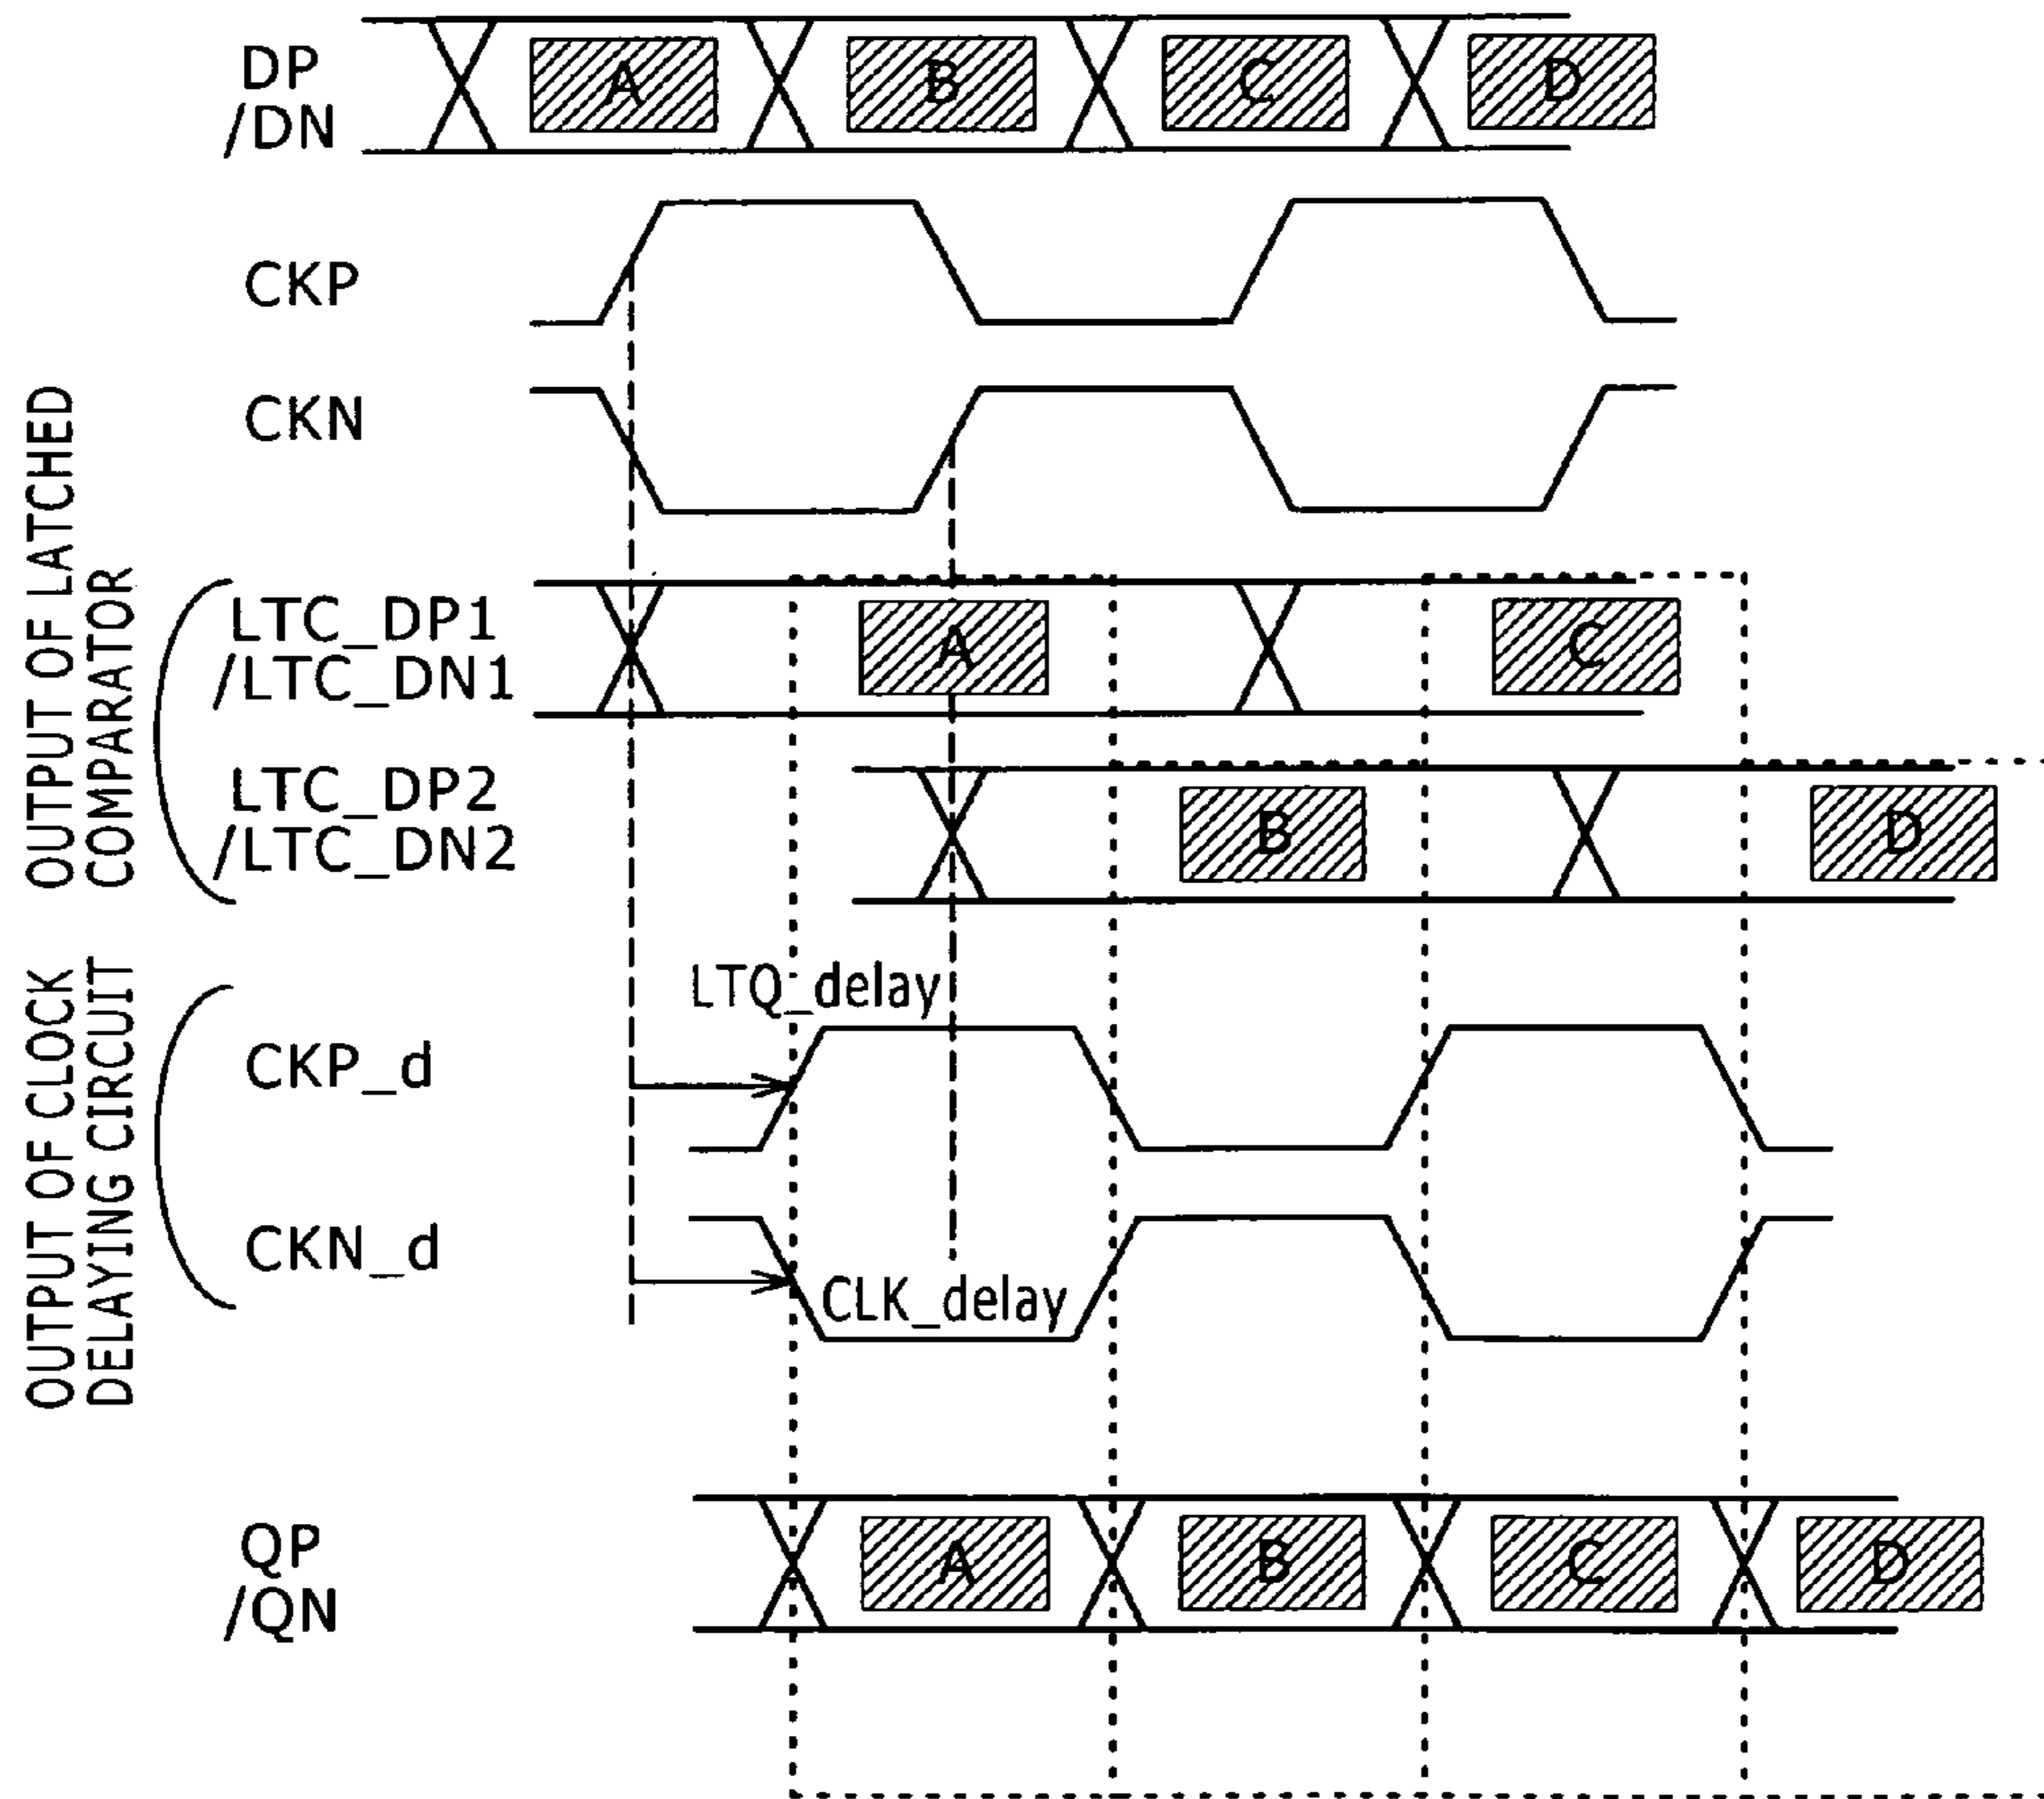 DP
/DN
A
B
C
D
CKP
CKN
OUTPUT OF LATCHED
COMPARATOR
LTC_DP1
/LTC_DN1
A
C
LTC_DP2
/LTC_DN2
B
D
OUTPUT OF CLOCK
DELAYING CIRCUIT
LTQ_delay
CKP_d
CKN_d
CLK_delay
QP
/QN
A
B
C
D